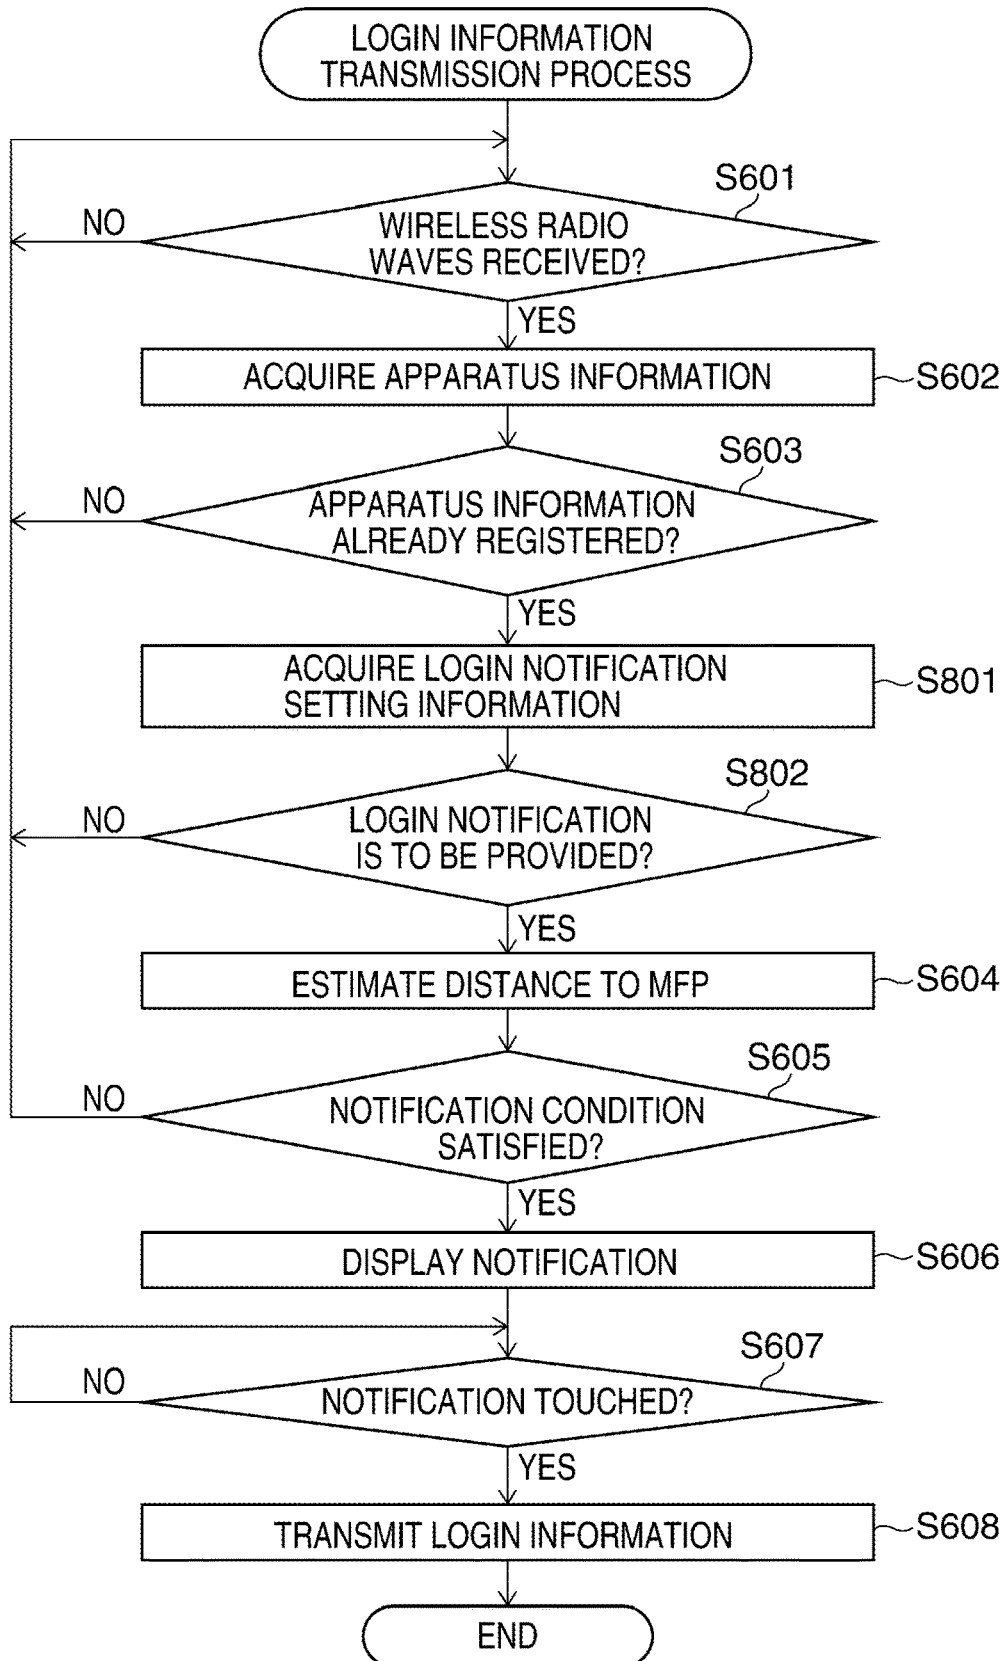 LOGIN INFORMATION
TRANSMISSION PROCESS
S601
NO
WIRELESS RADIO
WAVES RECEIVED?
YES
ACQUIRE APPARATUS INFORMATION
S602
S603
NO
APPARATUS INFORMATION
ALREADY REGISTERED?
YES
ACQUIRE LOGIN NOTIFICATION
SETTING INFORMATION
S801
S802
NO
LOGIN NOTIFICATION
IS TO BE PROVIDED?
YES
ESTIMATE DISTANCE TO MFP
S604
S605
NO
NOTIFICATION CONDITION
SATISFIED?
YES
DISPLAY NOTIFICATION
S606
S607
NO
NOTIFICATION TOUCHED?
YES
TRANSMIT LOGIN INFORMATION
S608
END